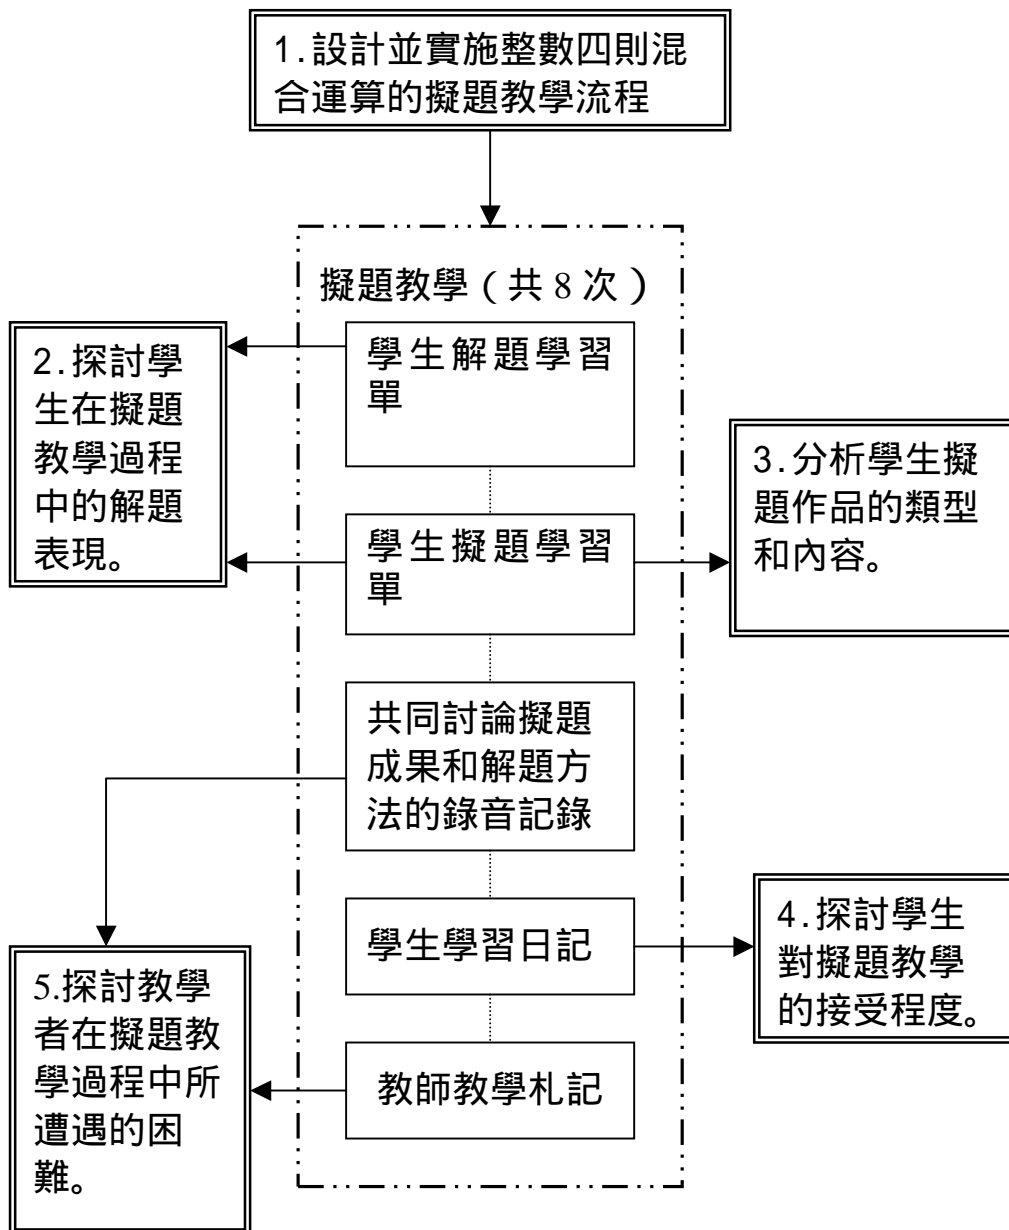 1.設計並實施整數四則混
合運算的擬題教學流程
擬題教學（共 8 次）
學生解題學習
單
2.探討學
生在擬題
教學過程
中的解題
表現。
學生擬題學習
單
3.分析學生擬
題作品的類型
和內容。
共同討論擬題
成果和解題方
法的錄音記錄
學生學習日記
4.探討學生
對擬題教學
的接受程度。
5.探討教學
者在擬題教
學過程中所
遭遇的困
難。
教師教學札記